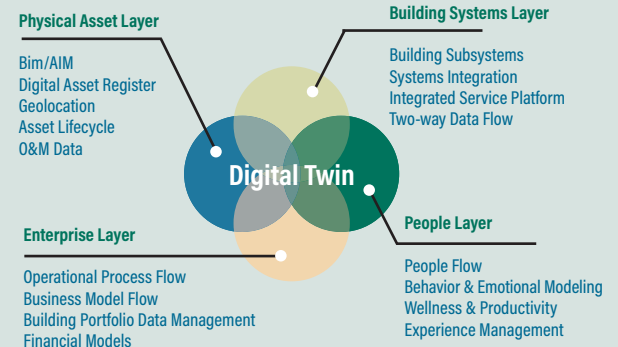 Physical Asset Layer
Bim/AIM
Digital Asset Register
Geolocation
Asset Lifecycle
O&M Data
Building Systems Layer
Building Subsystems
Systems Integration
Integrated Service Platform
Two-way Data Flow
Digital Twin
Enterprise Layer
Operational Process Flow
Business Model Flow
Building Portfolio Data Management
Financial Models
People Layer
People Flow
Behavior & Emotional Modeling
Wellness & Productivity
Experience Management